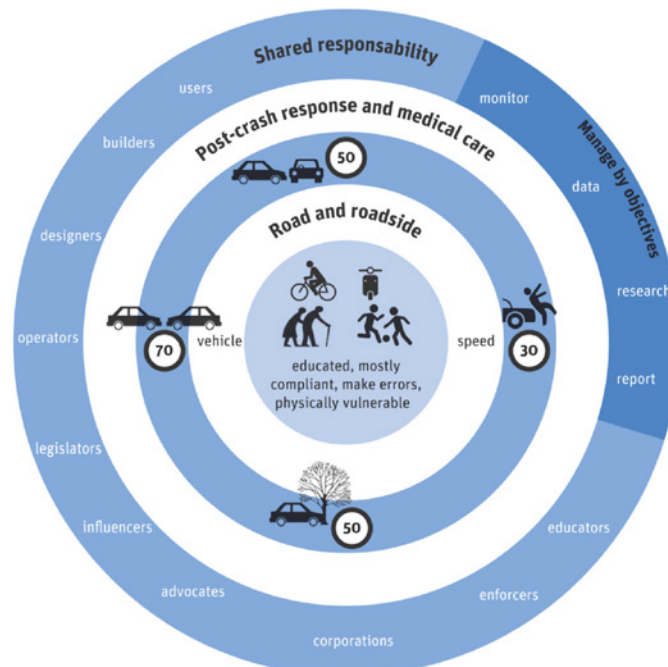 Shared responsability
users
builders
designers
operators
legislators
influencers
advocates
corporations
enforcers
educators
Manage by objectives
monitor
data
research
report
Post-crash response and medical care
50
70
30
50
Road and roadside
vehicle
speed
educated, mostly
compliant, make errors,
physically vulnerable